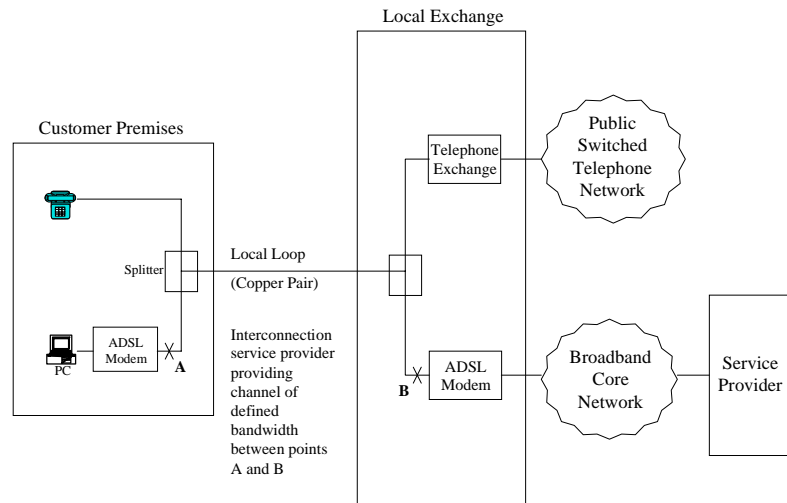 Local Exchange
Customer Premises
Public
Switched
Telephone
Network
Telephone
Exchange
Splitter
Local Loop
(Copper Pair)
PC
ADSL
Modem
A
Interconnection
service provider
providing
channel of
defined
bandwidth
between points
A and B
B
ADSL
Modem
Broadband
Core
Network
Service
Provider